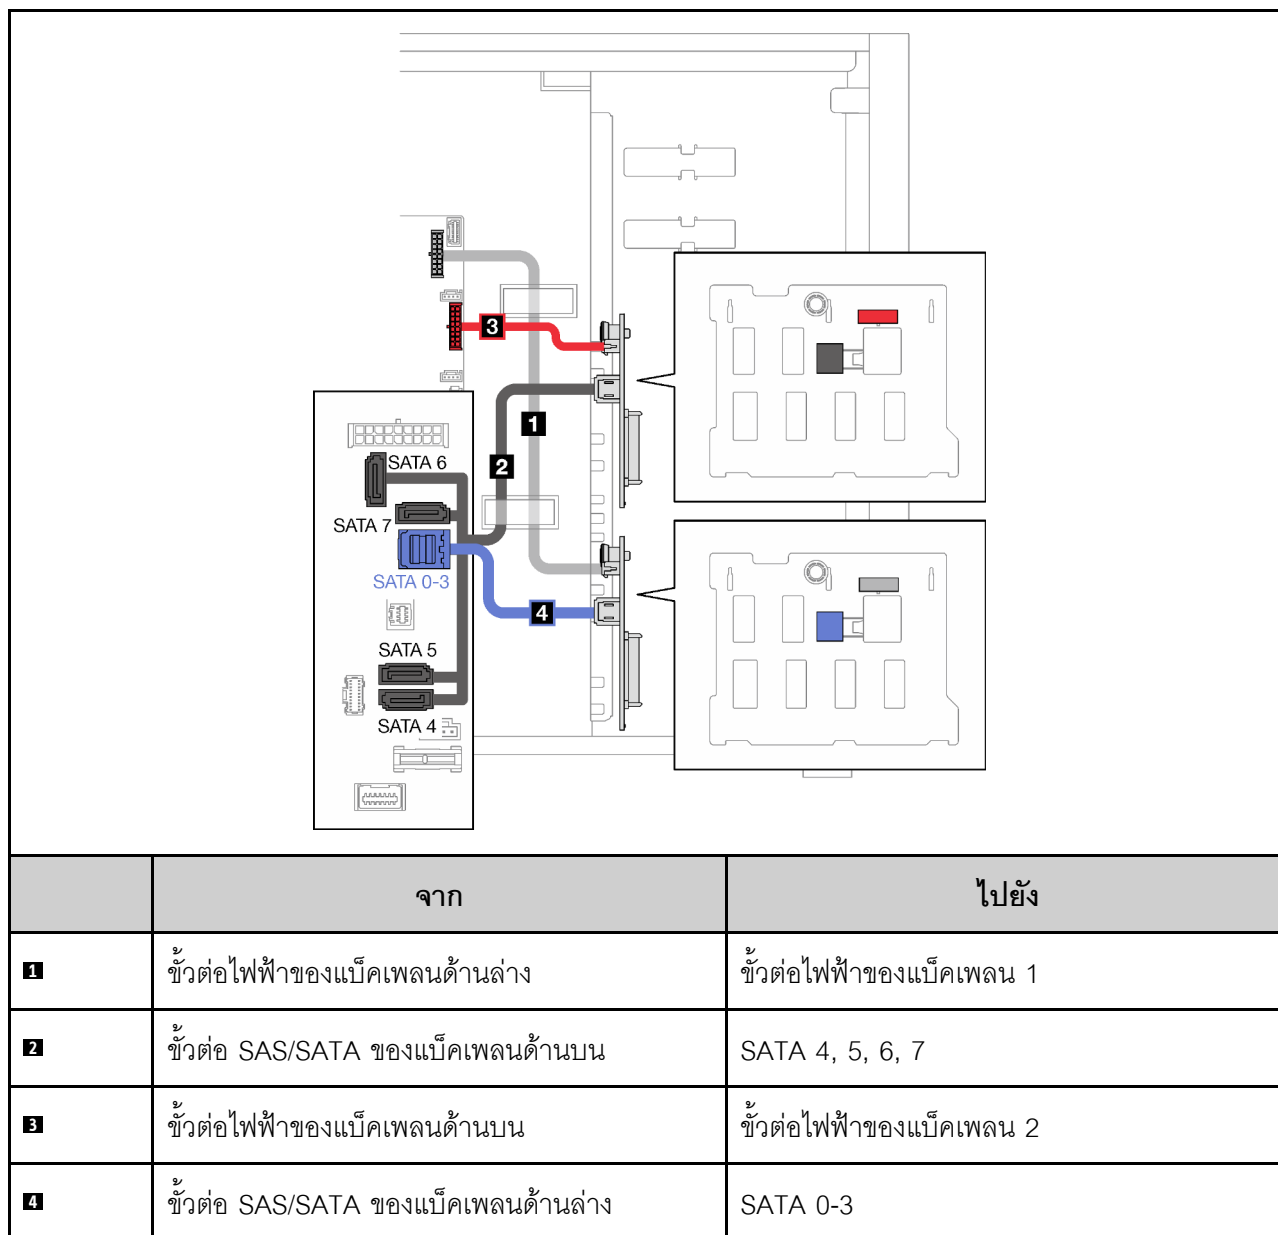 3
1
2
SATA 6
SATA 7
SATA 0-3
4
SATA 5
SATA 4
จาก ไปยัง
1 ขั้วต่อไฟฟ้าของแบ็คเพลนด้านล่าง ขั้วต่อไฟฟ้าของแบ็คเพลน 1
2 ขั้วต่อ SAS/SATA ของแบ็คเพลนด้านบน SATA 4, 5, 6, 7
3 ขั้วต่อไฟฟ้าของแบ็คเพลนด้านบน ขั้วต่อไฟฟ้าของแบ็คเพลน 2
4 ขั้วต่อ SAS/SATA ของแบ็คเพลนด้านล่าง SATA 0-3